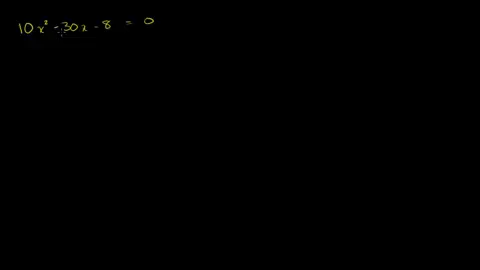 10x² - 30x - 8 = 0